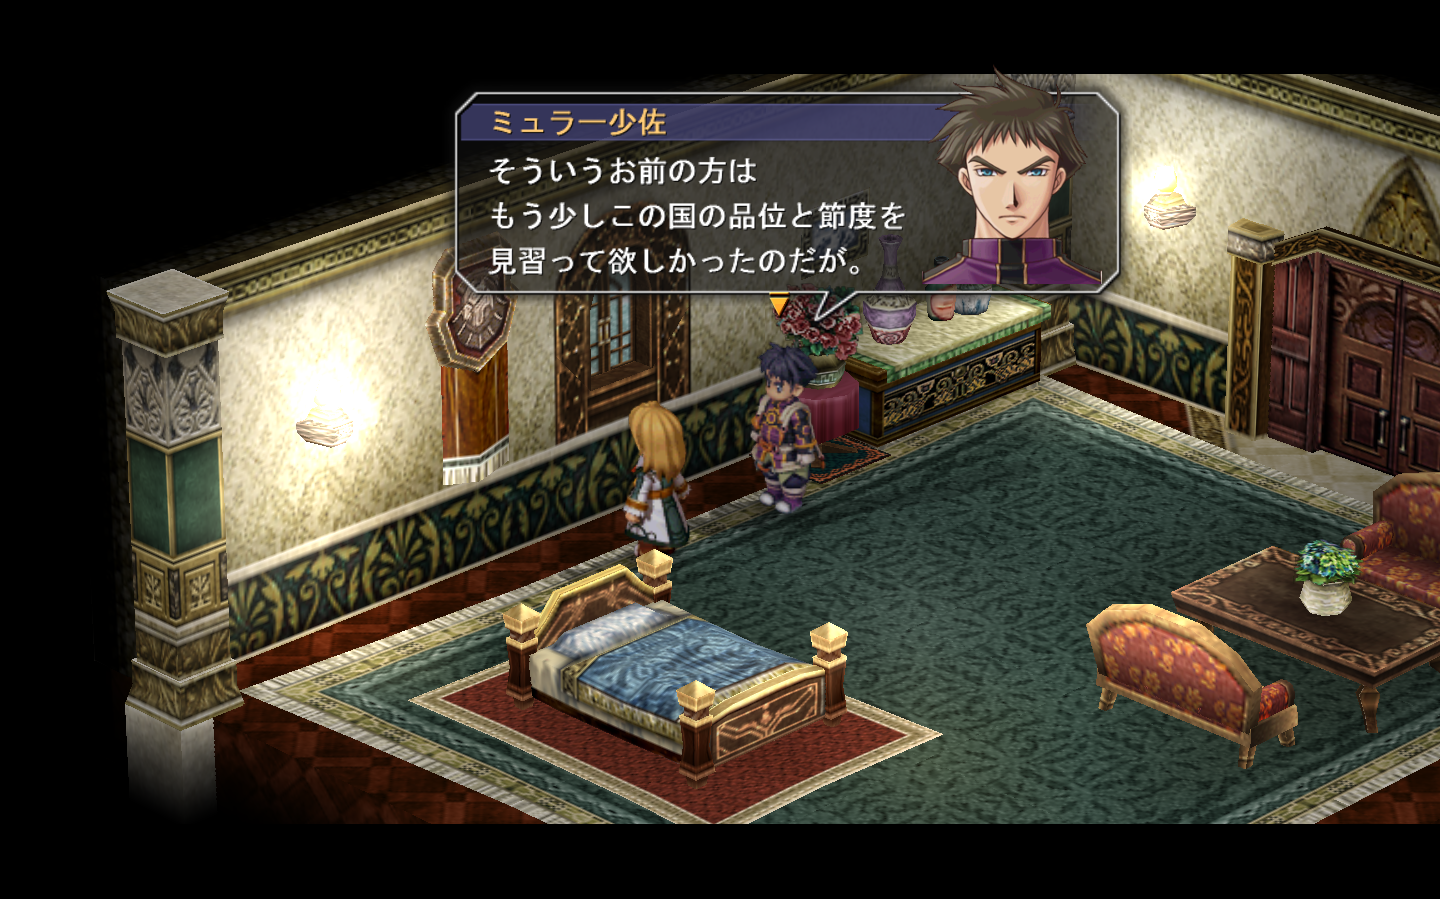 ミュラー少佐
そういうお前の方は
もう少しこの国の品位と節度を
見習って欲しかったのだが。